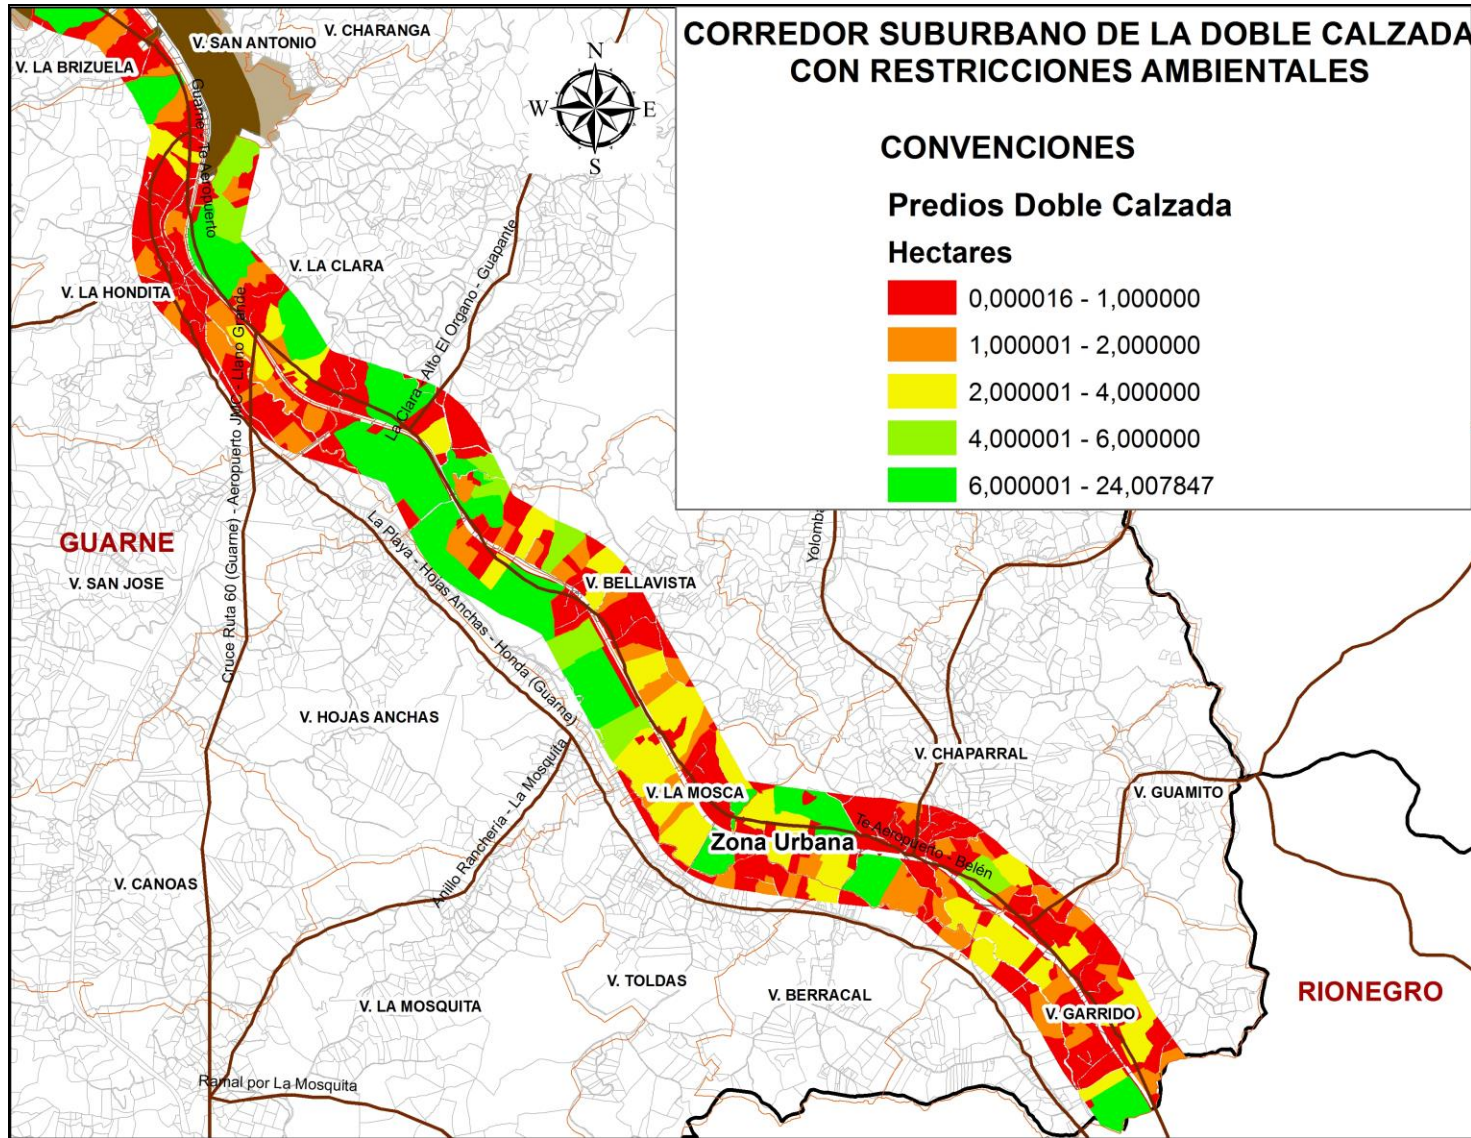 CORREDOR SUBURBANO DE LA DOBLE CALZADA
CON RESTRICCIONES AMBIENTALES
CONVENCIONES
Predios Doble Calzada
Hectares
0,000016 - 1,000000
1,000001 - 2,000000
2,000001 - 4,000000
4,000001 - 6,000000
6,000001 - 24,007847
N
W
E
S
V. CHARANGA
V. SAN ANTONIO
V. LA BRIZUELA
Guarne - Te Aeropuerto
V. LA CLARA
V. LA HONDITA
La Clara - Alto El Organo - Guapante
Cruce Ruta 60 (Guarne) - Aeropuerto JMC - Llano Grande
GUARNE
V. SAN JOSE
La Playa - Hojas Anchas - Honda (Guarne)
V. BELLAVISTA
V. HOJAS ANCHAS
V. CHAPARRAL
V. GUAMITO
V. LA MOSCA
Zona Urbana
Te Aeropuerto - Belén
Anillo Ranchería - La Mosquita
V. CANOAS
V. TOLDAS
V. BERRACAL
V. LA MOSQUITA
V. GARRIDO
RIONEGRO
Ramal por La Mosquita